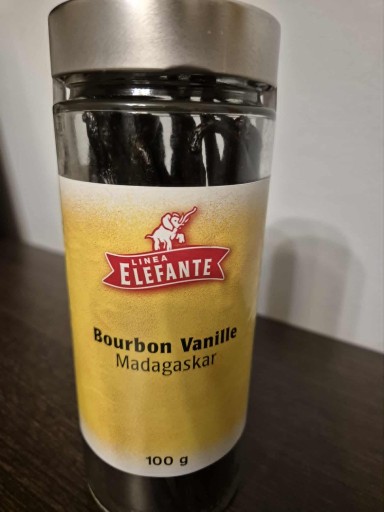 LINEA
ELEFANTE
Bourbon Vanille
Madagaskar
100 g